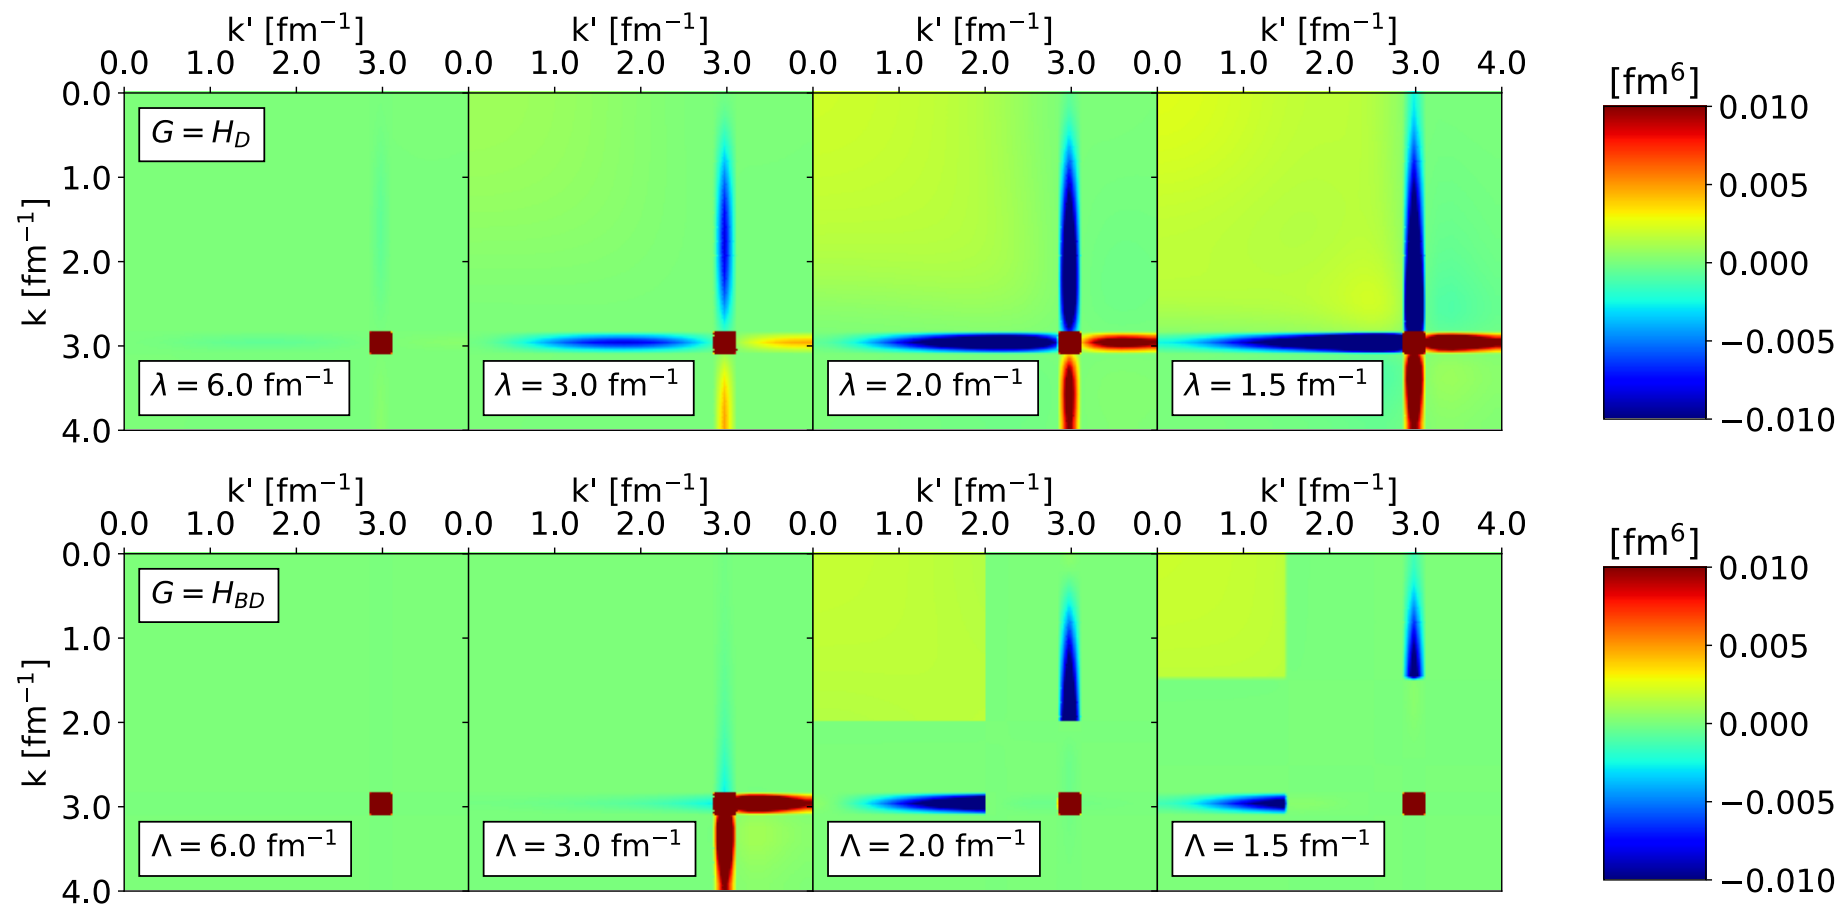 k' [fm⁻¹] k' [fm⁻¹] k' [fm⁻¹] k' [fm⁻¹]
0.0 1.0 2.0 3.0 0.0 1.0 2.0 3.0 0.0 1.0 2.0 3.0 0.0 1.0 2.0 3.0 4.0
k [fm⁻¹]
0.0
1.0
2.0
3.0
4.0
G = H_D
λ = 6.0 fm⁻¹
λ = 3.0 fm⁻¹
λ = 2.0 fm⁻¹
λ = 1.5 fm⁻¹
[fm⁶]
0.010
0.005
0.000
−0.005
−0.010
k' [fm⁻¹] k' [fm⁻¹] k' [fm⁻¹] k' [fm⁻¹]
0.0 1.0 2.0 3.0 0.0 1.0 2.0 3.0 0.0 1.0 2.0 3.0 0.0 1.0 2.0 3.0 4.0
k [fm⁻¹]
0.0
1.0
2.0
3.0
4.0
G = H_BD
Λ = 6.0 fm⁻¹
Λ = 3.0 fm⁻¹
Λ = 2.0 fm⁻¹
Λ = 1.5 fm⁻¹
[fm⁶]
0.010
0.005
0.000
−0.005
−0.010